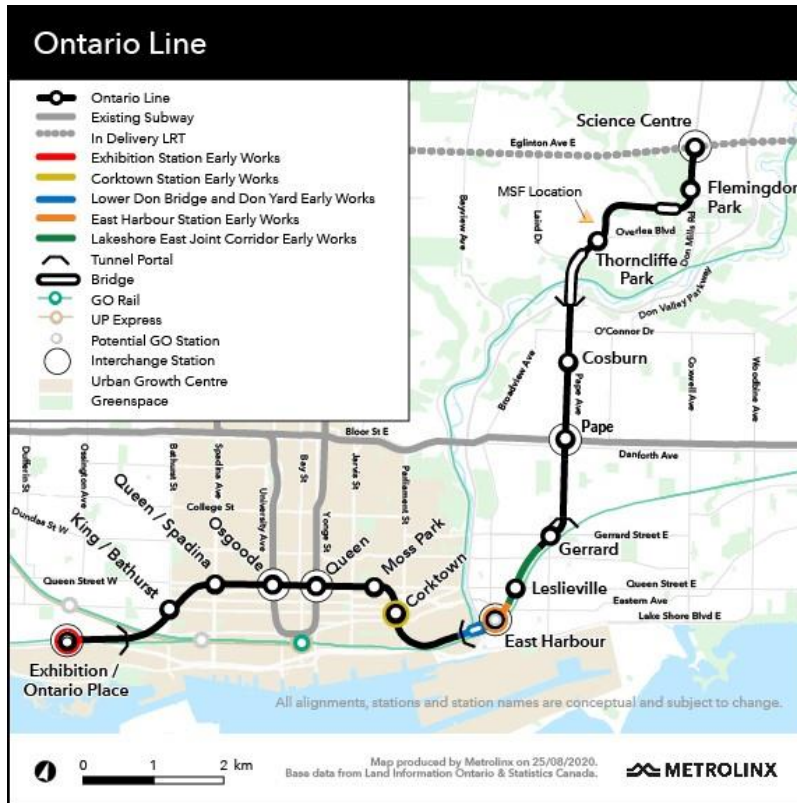 Ontario Line
Ontario Line
Existing Subway
In Delivery LRT
Exhibition Station Early Works
Corktown Station Early Works
Lower Don Bridge and Don Yard Early Works
East Harbour Station Early Works
Lakeshore East Joint Corridor Early Works
Tunnel Portal
Bridge
GO Rail
UP Express
Potential GO Station
Interchange Station
Urban Growth Centre
Greenspace
Science Centre
Eglinton Ave E
MSF Location
Flemingdon
Park
Bayview Ave
Laird Dr
Overlea Blvd
Don Mills Rd
Thorncliffe
Park
Don Valley Parkway
O'Connor Dr
Cosburn
Broadview Ave
Pape Ave
Coxwell Ave
Woodbine Ave
Pape
Bloor St E
Danforth Ave
Dufferin St
Ossington Ave
Bathurst St
Spadina Ave
University Ave
Bay St
Yonge St
Jarvis St
Parliament St
College St
Dundas St W
Queen Street W
King / Bathurst
Queen / Spadina
Osgoode
Queen
Moss Park
Corktown
Gerrard Street E
Gerrard
Leslieville
Queen Street E
Eastern Ave
Lake Shore Blvd E
East Harbour
Exhibition /
Ontario Place
All alignments, stations and station names are conceptual and subject to change.
0 1 2 km
Map produced by Metrolinx on 25/08/2020.
Base data from Land Information Ontario & Statistics Canada.
METROLINX